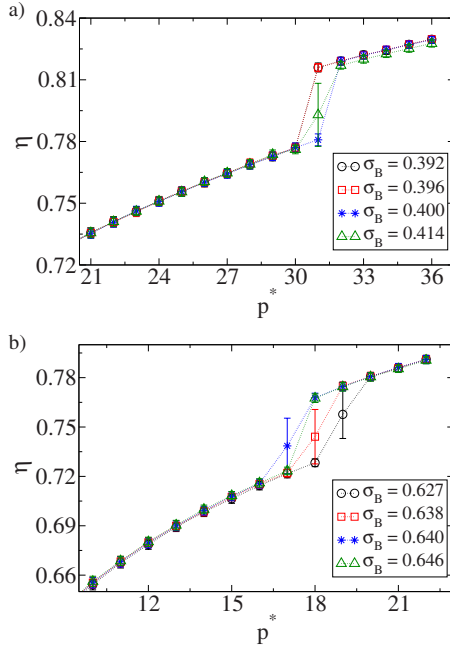 a)
0.84
0.81
η
0.78
0.75
0.72
σB = 0.392
σB = 0.396
σB = 0.400
σB = 0.414
21 24 27 30 33 36
p*
b)
0.78
0.75
η
0.72
0.69
0.66
σB = 0.627
σB = 0.638
σB = 0.640
σB = 0.646
12 15 18 21
p*